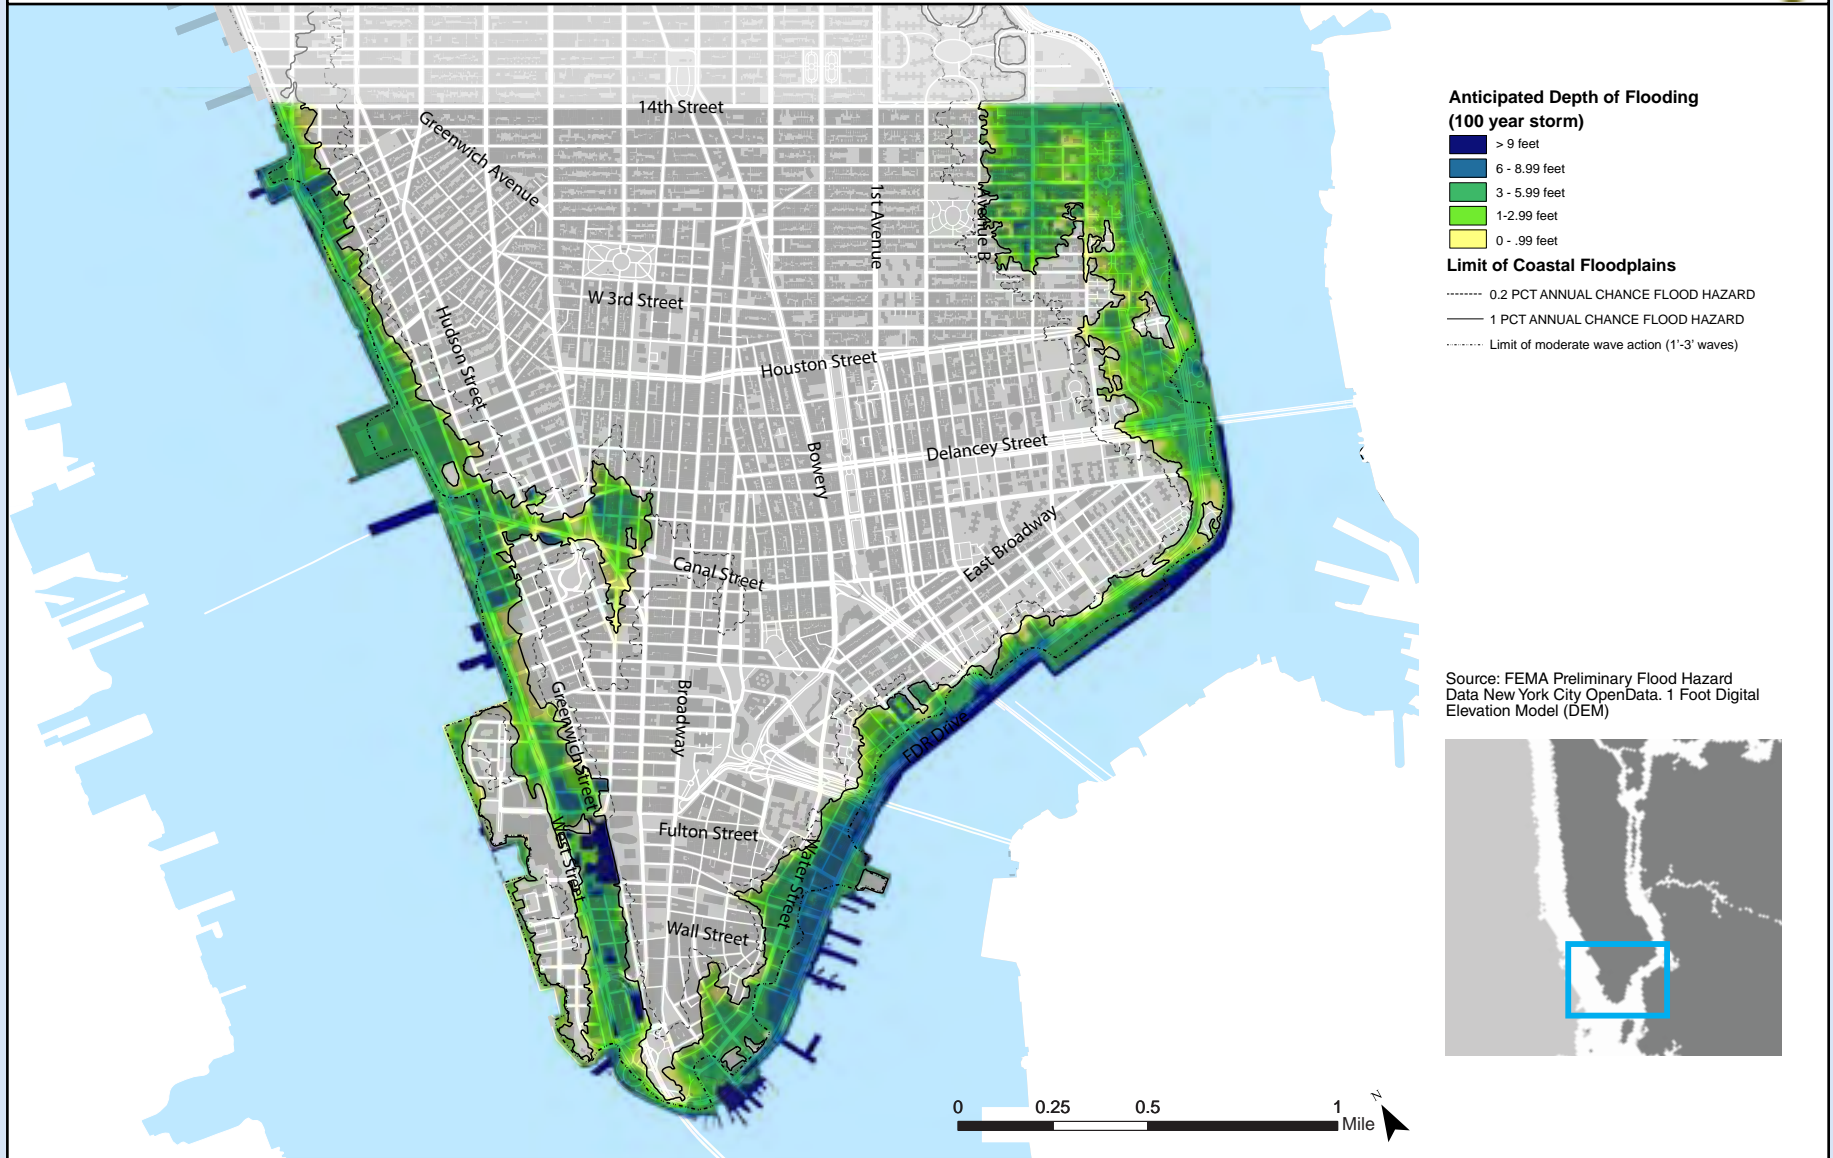 14th Street
Greenwich Avenue
1st Avenue
Avenue B
W 3rd Street
Hudson Street
Houston Street
Bowery
Delancey Street
East Broadway
Canal Street
Greenwich Street
Broadway
FDR Drive
West Street
Fulton Street
Water Street
Wall Street
Anticipated Depth of Flooding
(100 year storm)
> 9 feet
6 - 8.99 feet
3 - 5.99 feet
1-2.99 feet
0 - .99 feet
Limit of Coastal Floodplains
0.2 PCT ANNUAL CHANCE FLOOD HAZARD
1 PCT ANNUAL CHANCE FLOOD HAZARD
Limit of moderate wave action (1'-3' waves)
Source: FEMA Preliminary Flood Hazard
Data New York City OpenData. 1 Foot Digital
Elevation Model (DEM)
0 0.25 0.5 1
Mile
N